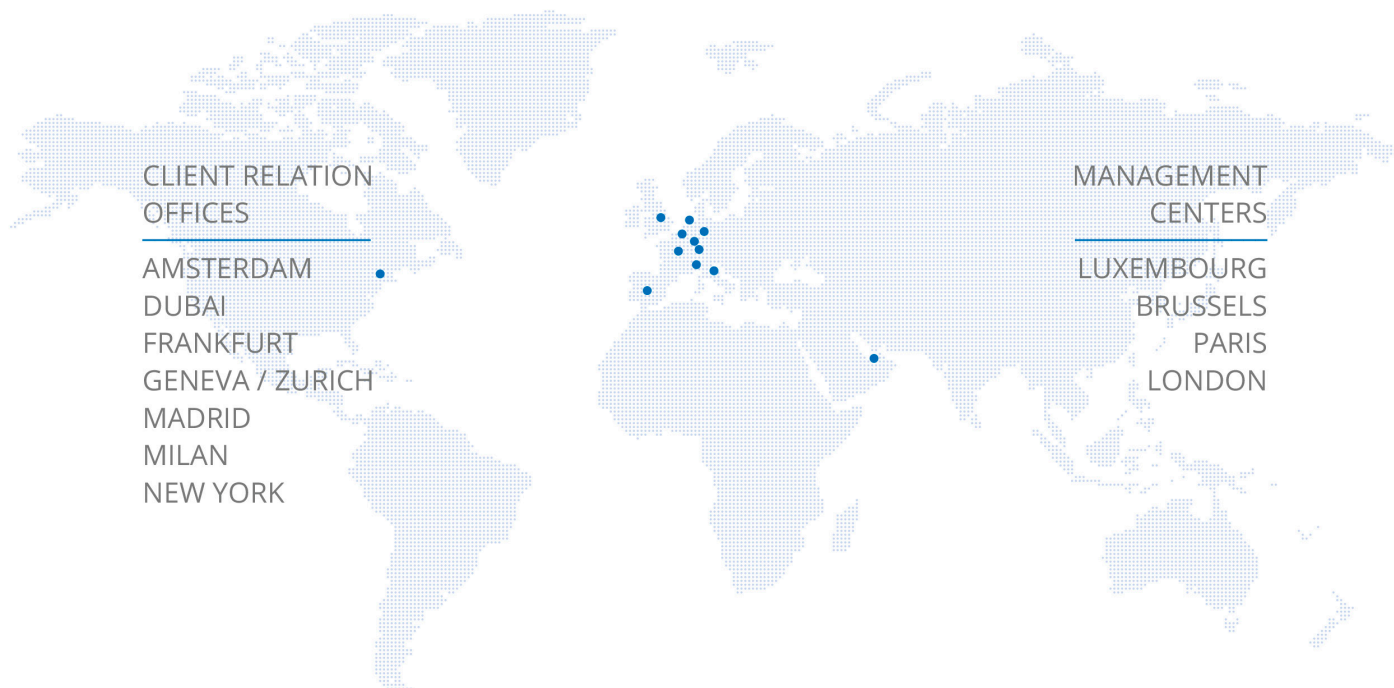 CLIENT RELATION
OFFICES
AMSTERDAM
DUBAI
FRANKFURT
GENEVA / ZURICH
MADRID
MILAN
NEW YORK
MANAGEMENT
CENTERS
LUXEMBOURG
BRUSSELS
PARIS
LONDON